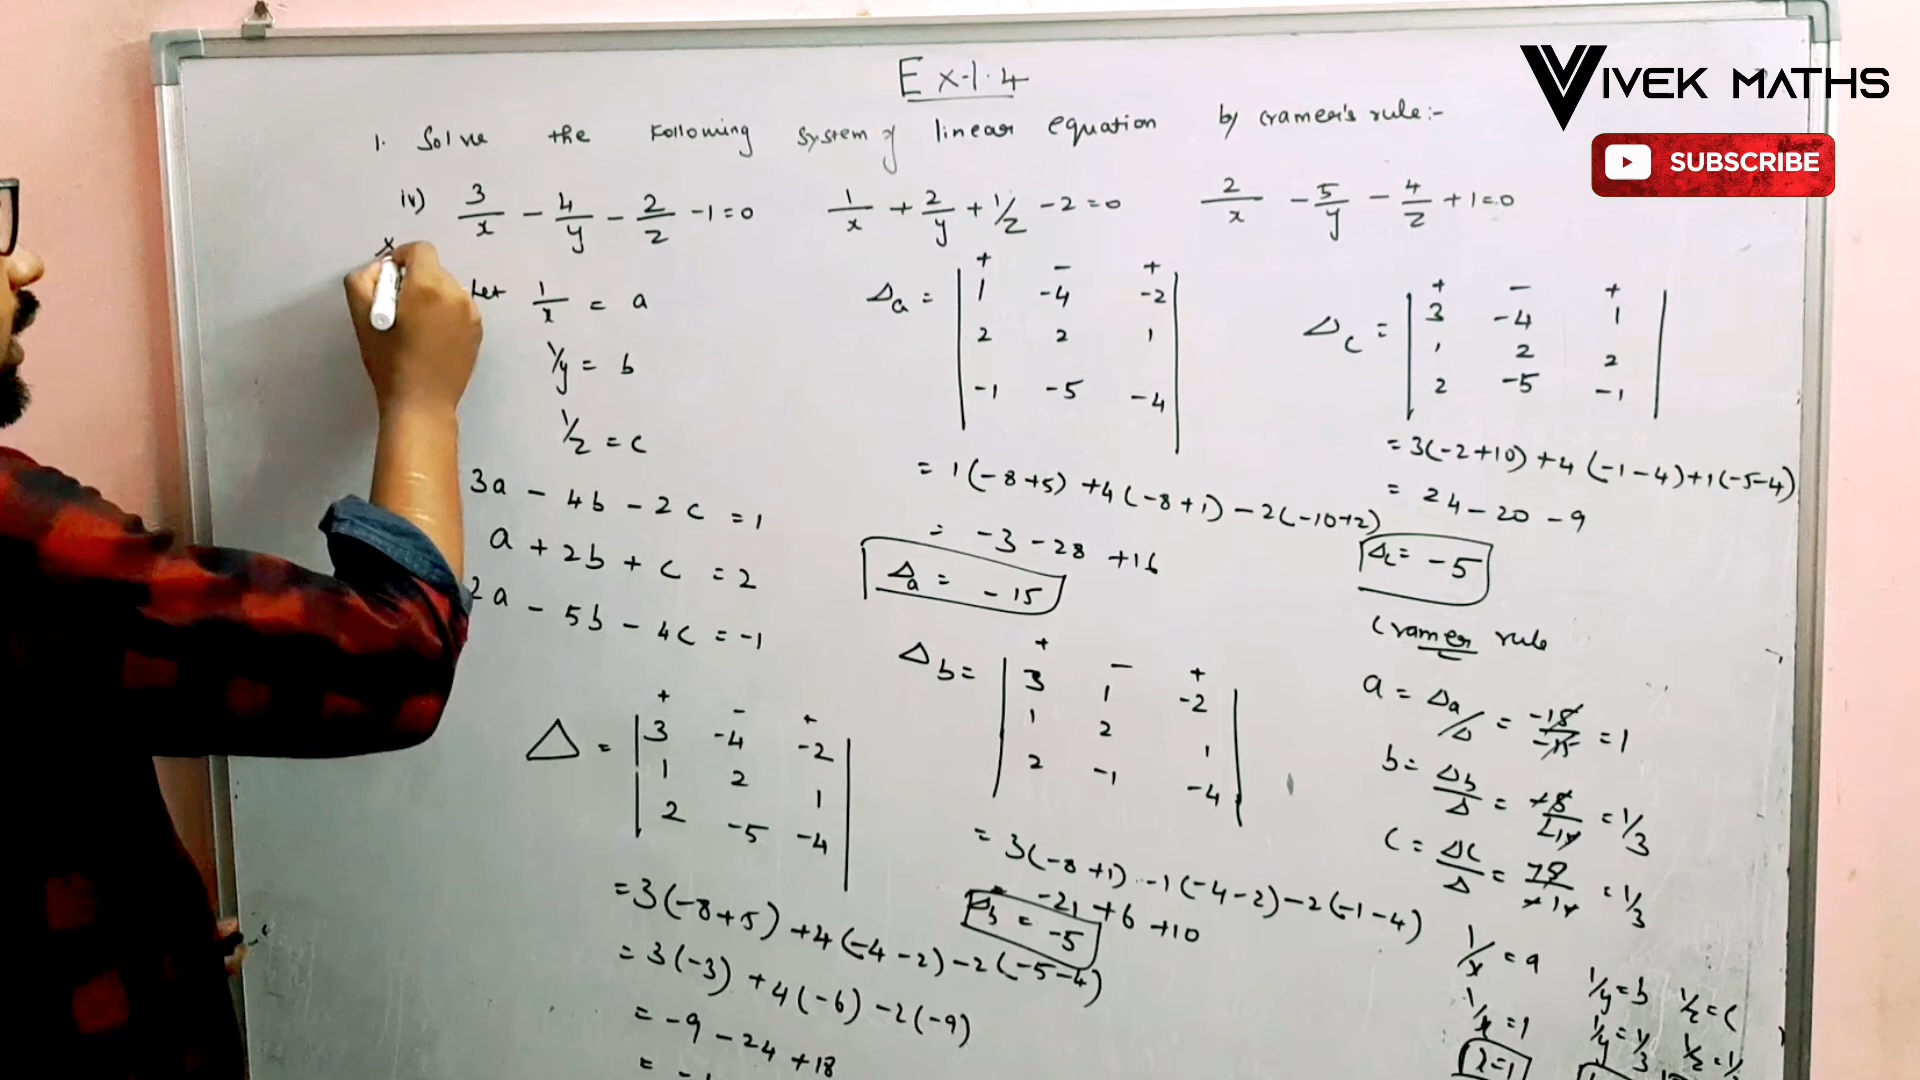 Ex-1.4
VIVEK MATHS
SUBSCRIBE
1. Solve the Following system of linear equation by cramer's rule:-
iv) 3/x - 4/y - 2/z - 1 = 0   1/x + 2/y + 1/z - 2 = 0   2/x - 5/y - 4/z + 1 = 0
Let 1/x = a
1/y = b
1/z = c
3a - 4b - 2c = 1
a + 2b + c = 2
2a - 5b - 4c = -1
+ - +
Δ = | 3 -4 -2
1 2 1
2 -5 -4 |
= 3(-8+5) + 4(-4-2) - 2(-5-4)
= 3(-3) + 4(-6) - 2(-9)
= -9 - 24 + 18
+ - +
Δa = | 1 -4 -2
2 2 1
-1 -5 -4 |
= 1(-8+5) + 4(-8+1) - 2(-10+2)
= -3 - 28 + 16
Δa = -15
+ - +
Δb = | 3 1 -2
1 2 1
2 -1 -4 |
= 3(-8+1) - 1(-4-2) - 2(-1-4)
= -21 + 6 + 10
Δb = -5
+ - +
Δc = | 3 -4 1
1 2 2
2 -5 -1 |
= 3(-2+10) + 4(-1-4) + 1(-5-4)
= 24 - 20 - 9
Δc = -5
Cramer rule
a = Δa/Δ = -15/-15 = 1
b = Δb/Δ = -5/-15 = 1/3
c = Δc/Δ = -5/-15 = 1/3
1/x = a   1/y = b   1/z = c
1/x = 1   1/y = 1/3